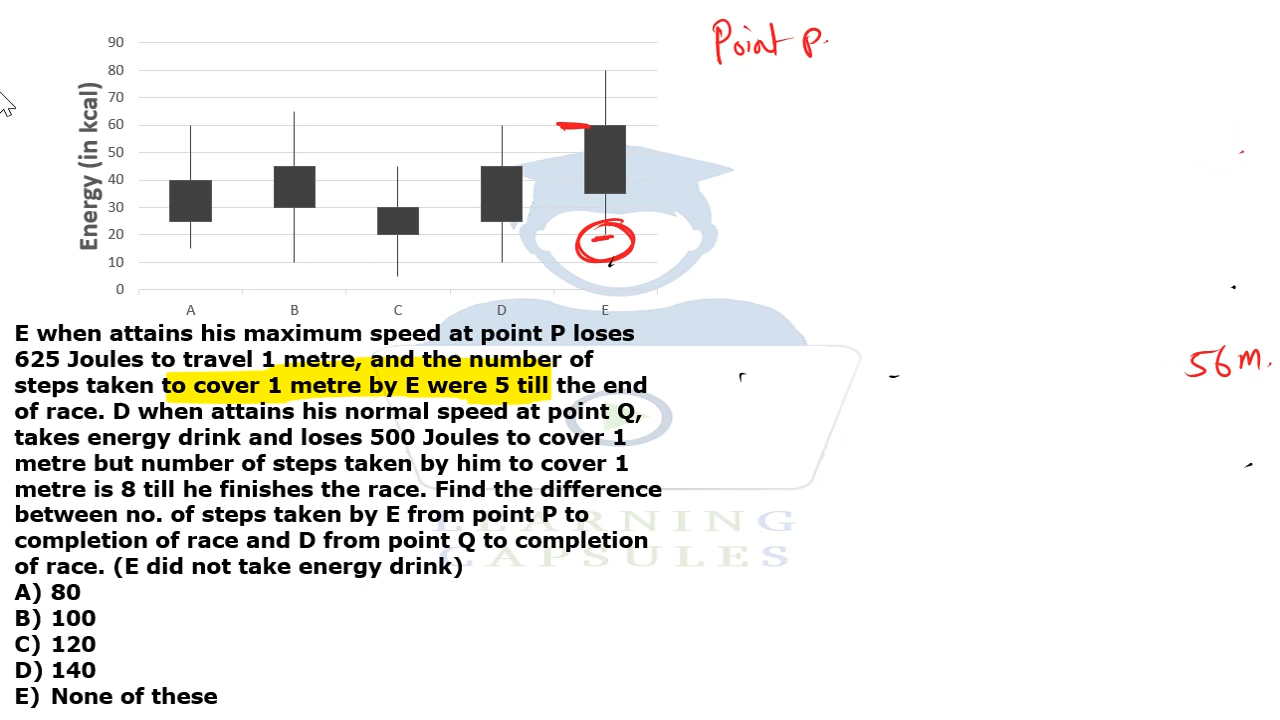 Point P.
90
80
70
60
50
40
30
20
10
0
Energy (in kcal)
A B C D E
E when attains his maximum speed at point P loses
625 Joules to travel 1 metre, and the number of
steps taken to cover 1 metre by E were 5 till the end
of race. D when attains his normal speed at point Q,
takes energy drink and loses 500 Joules to cover 1
metre but number of steps taken by him to cover 1
metre is 8 till he finishes the race. Find the difference
between no. of steps taken by E from point P to
completion of race and D from point Q to completion
of race. (E did not take energy drink)
A) 80
B) 100
C) 120
D) 140
E) None of these
56 m.
LEARNING
CAPSULES